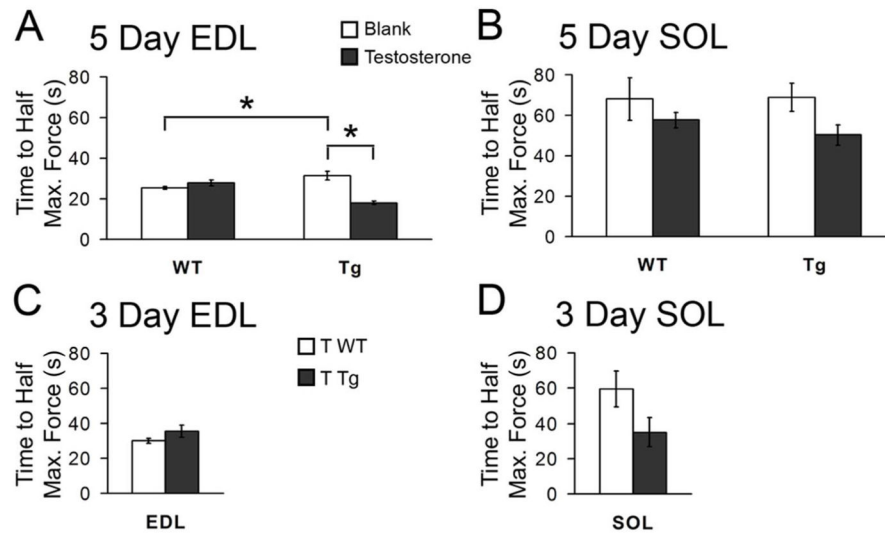 A
5 Day EDL
Blank
Testosterone
Time to Half
Max. Force (s)
80
60
40
20
0
*
*
WT
Tg
B
5 Day SOL
Time to Half
Max. Force (s)
80
60
40
20
0
WT
Tg
C
3 Day EDL
T WT
T Tg
Time to Half
Max. Force (s)
80
60
40
20
0
EDL
D
3 Day SOL
Time to Half
Max. Force (s)
80
60
40
20
0
SOL